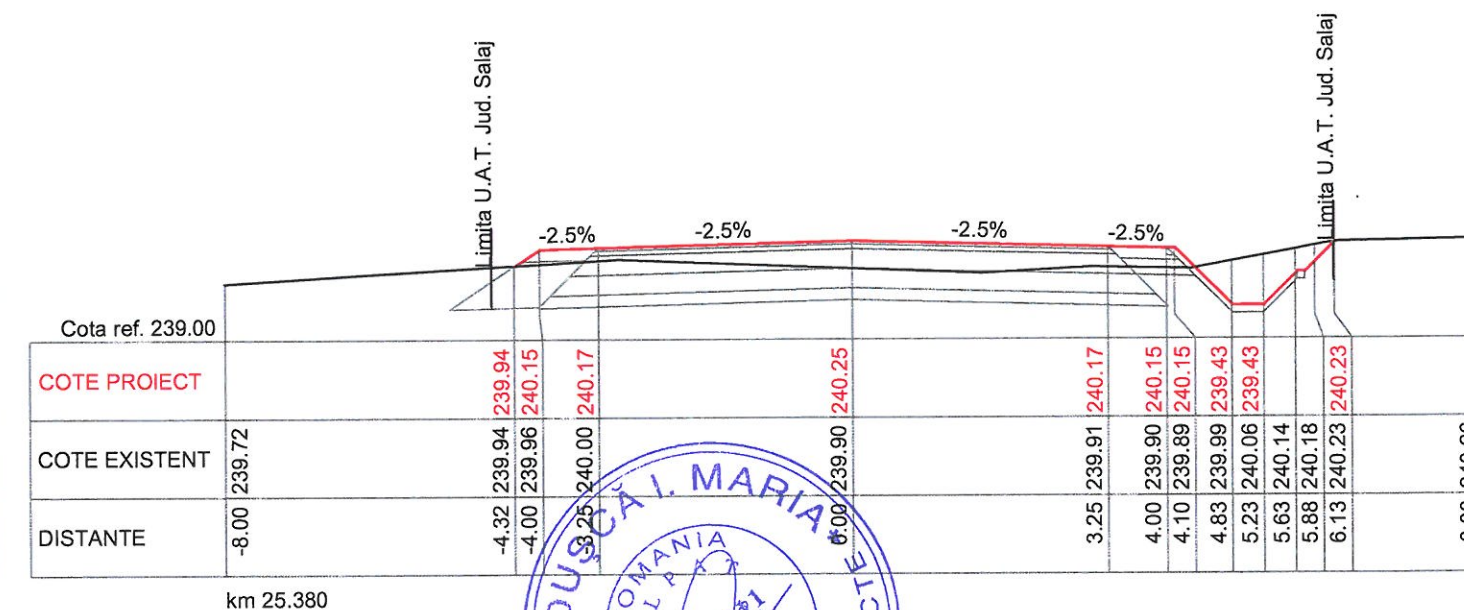 Limita U.A.T. Jud. Salaj
Limita U.A.T. Jud. Salaj
-2.5% -2.5% -2.5% -2.5%
Cota ref. 239.00
COTE PROIECT 239.94 240.15 240.17 240.25 240.17 240.15 240.15 239.43 239.43 240.23
COTE EXISTENT 239.72 239.94 239.96 240.00 239.90 239.91 239.90 239.89 239.99 240.06 240.14 240.18 240.23
DISTANTE -8.00 -4.32 -4.00 -3.25 0.00 3.25 4.00 4.10 4.83 5.23 5.63 5.88 6.13
km 25.380
I. MARIA*